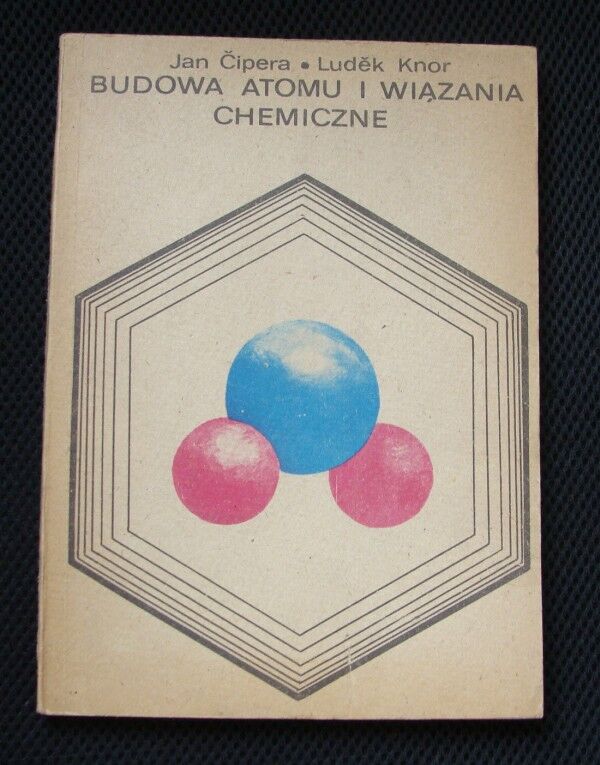 Jan Čipera • Luděk Knor
BUDOWA ATOMU I WIĄZANIA
CHEMICZNE